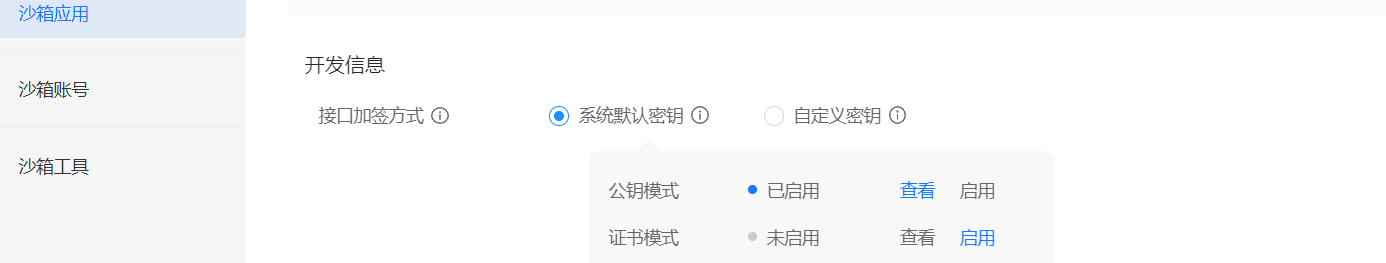 沙箱应用
沙箱账号
沙箱工具
开发信息
接口加签方式 系统默认密钥 自定义密钥
公钥模式 已启用 查看 启用
证书模式 未启用 查看 启用